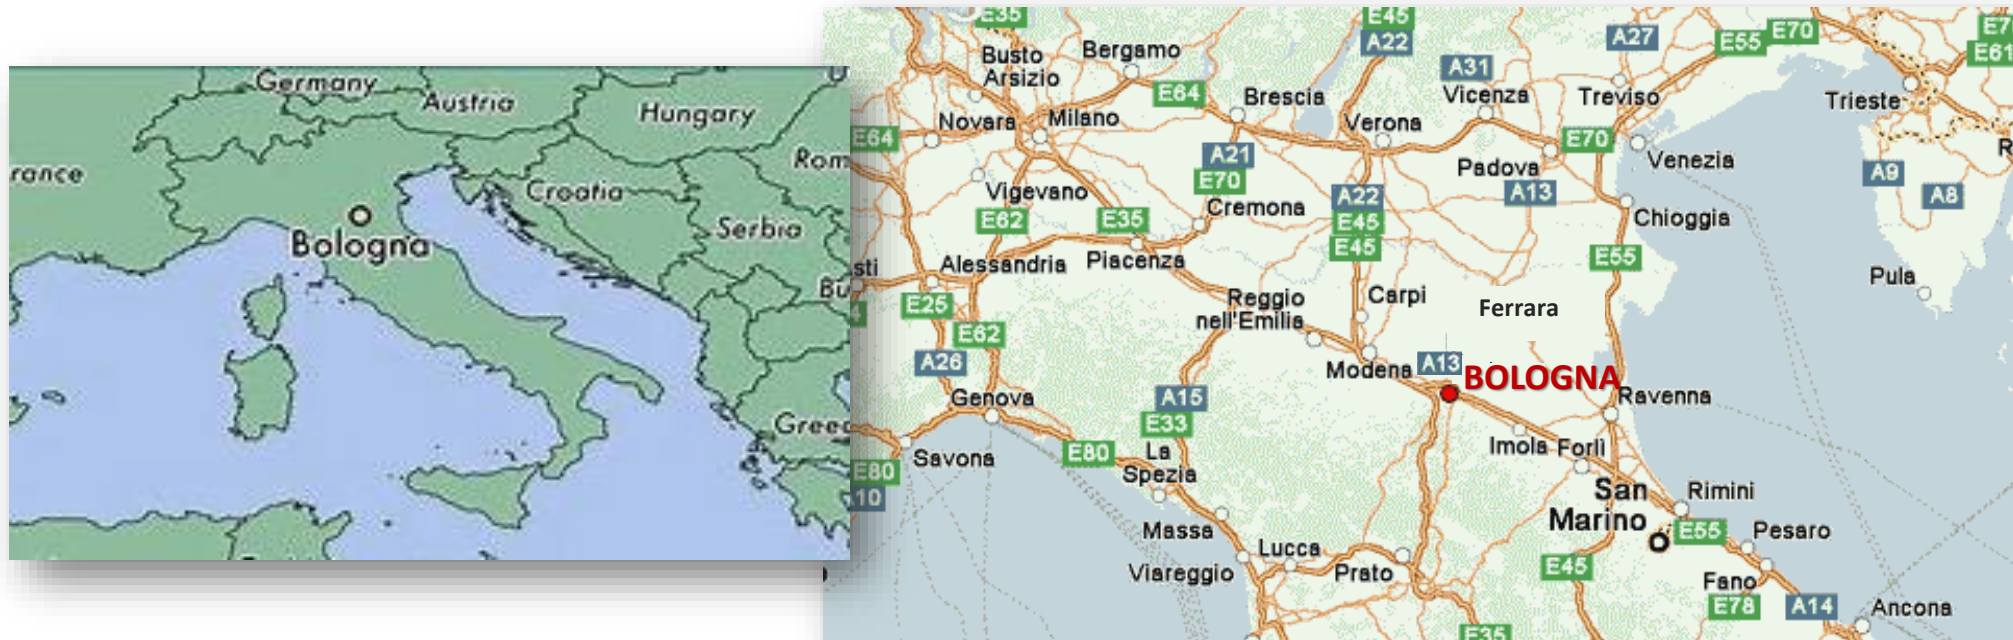 Germany
Austria
Hungary
rance
Rom
Croatia
Bologna
Serbia
Bu
Greec
E35
E45
A22
A27
E55
E70
E7
E61
Busto
Arsizio
Bergamo
A31
E64
Brescia
Vicenza
Treviso
Trieste
E64
Novara
Milano
Verona
E70
Venezia
A21
E70
Padova
A13
A9
A8
R
Vigevano
A22
E45
E45
E62
E35
Cremona
Chioggia
sti
Alessandria
Piacenza
E55
Pula
4
E25
E62
Reggio
nell'Emilia
Carpi
Ferrara
A26
Modena
A13
BOLOGNA
Ravenna
Genova
A15
E33
E80
La
Spezia
Imola
Forlì
Savona
E80
10
San
Marino
Rimini
E55
Pesaro
Massa
Lucca
Viareggio
Prato
E45
Fano
E78
A14
Ancona
E35